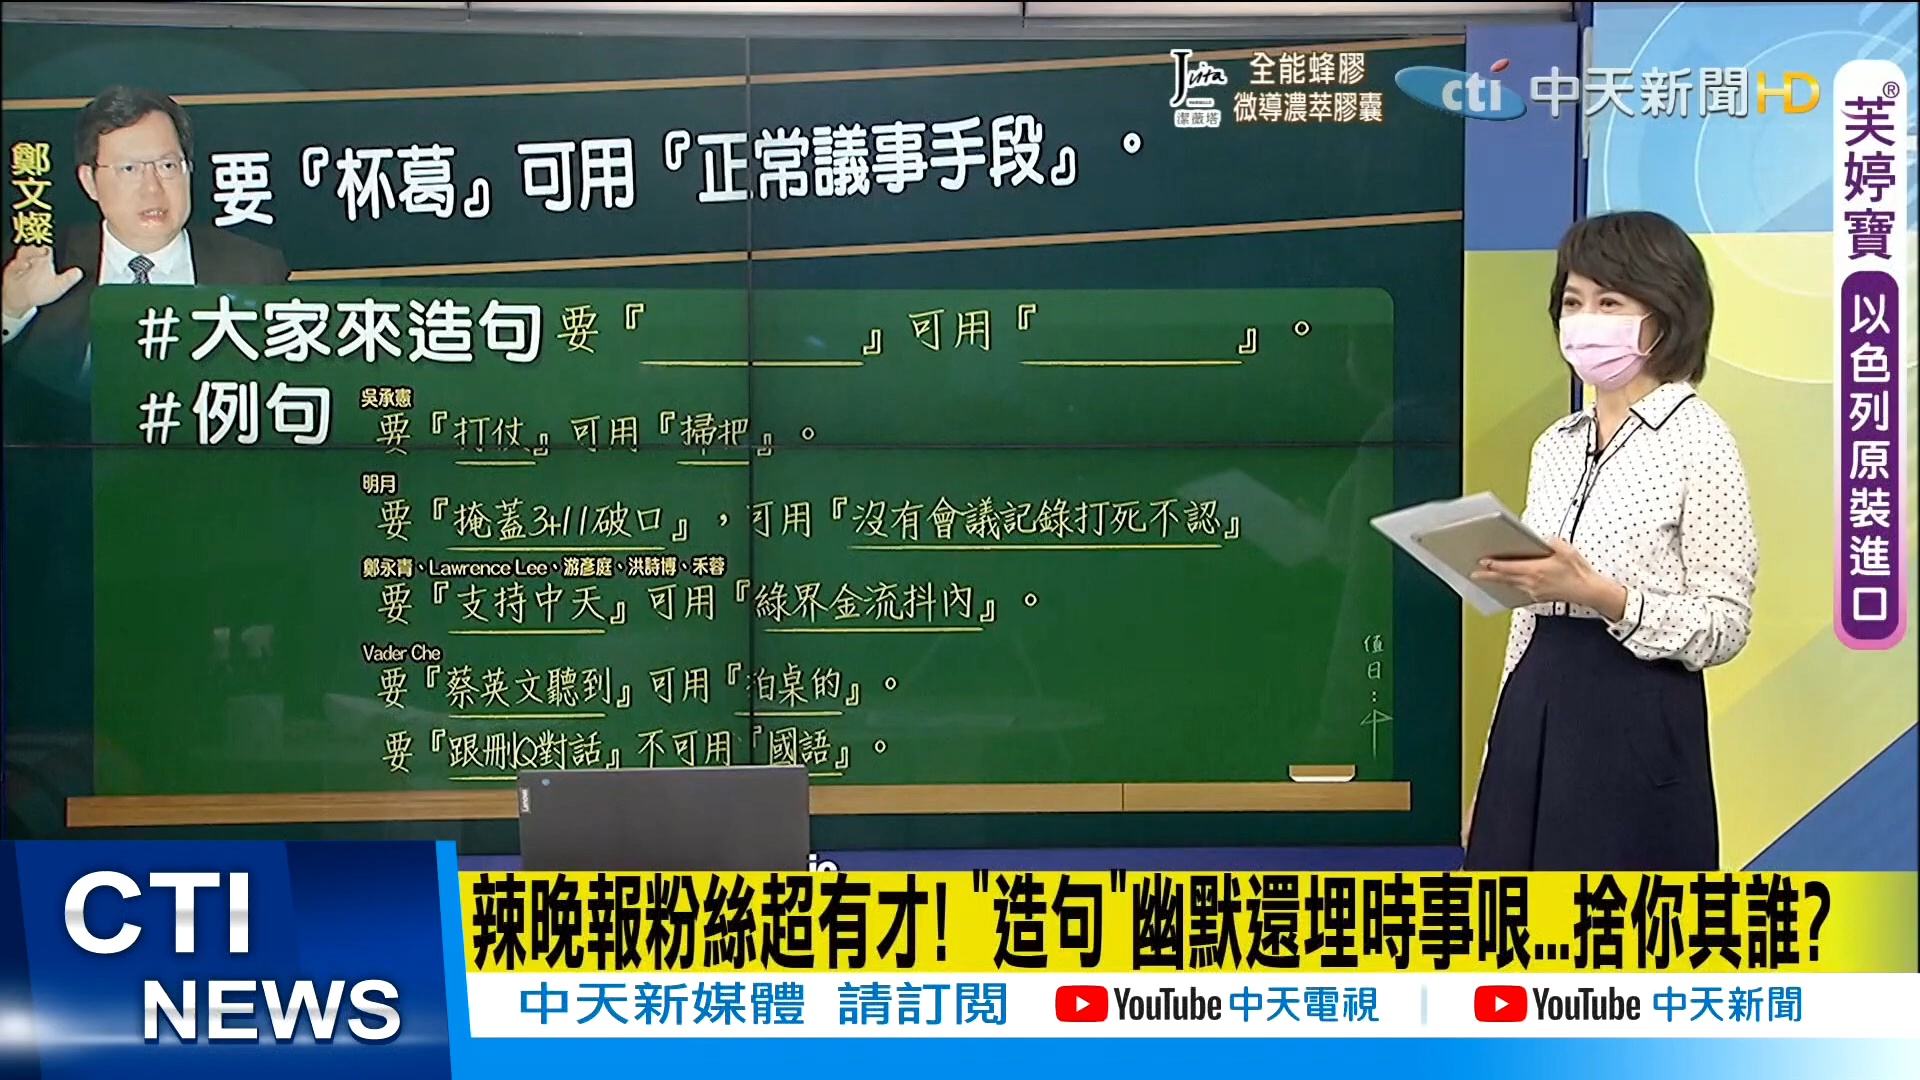 Jvita
潔薇塔
全能蜂膠
微導濃萃膠囊
cti 中天新聞HD
芙婷寶®
以色列原裝進口
鄭文燦
要『杯葛』可用『正常議事手段』。
#大家來造句 要『　　』可用『　　』。
#例句
吳承憲
要『打仗』可用『掃把』。
明月
要『掩蓋3+11破口』,可用『沒有會議記錄打死不認』
鄭永青、Lawrence Lee、游彥庭、洪詩博、禾蓉
要『支持中天』可用『綠界金流抖內』。
Vader Che
要『蔡英文聽到』可用『拍桌的』。
要『跟刪Q對話』不可用『國語』。
值日:
Lenovo
CTI
NEWS
辣晚報粉絲超有才! "造句"幽默還埋時事哏...捨你其誰?
中天新媒體 請訂閱 YouTube 中天電視 | YouTube 中天新聞